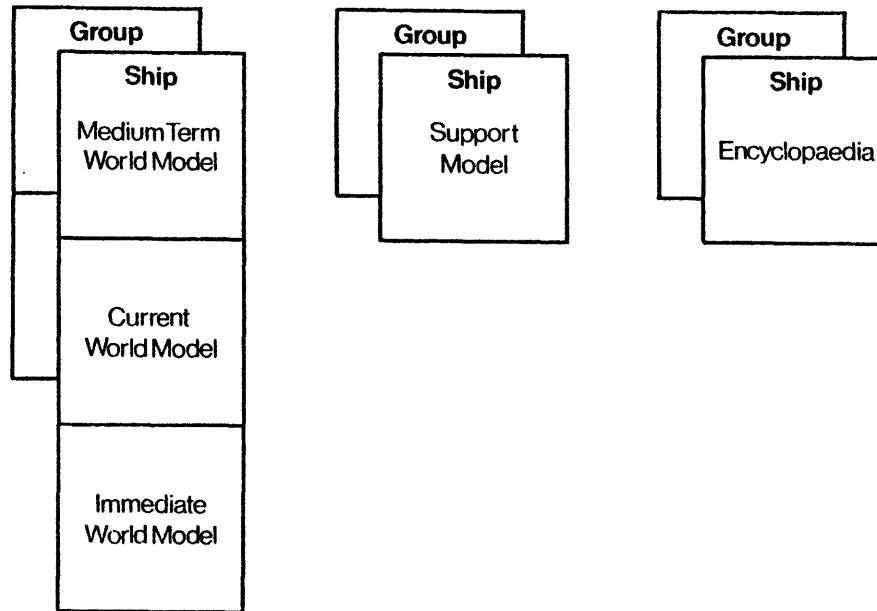 Group
Ship
Medium Term
World Model
Current
World Model
Immediate
World Model
Group
Ship
Support
Model
Group
Ship
Encyclopaedia